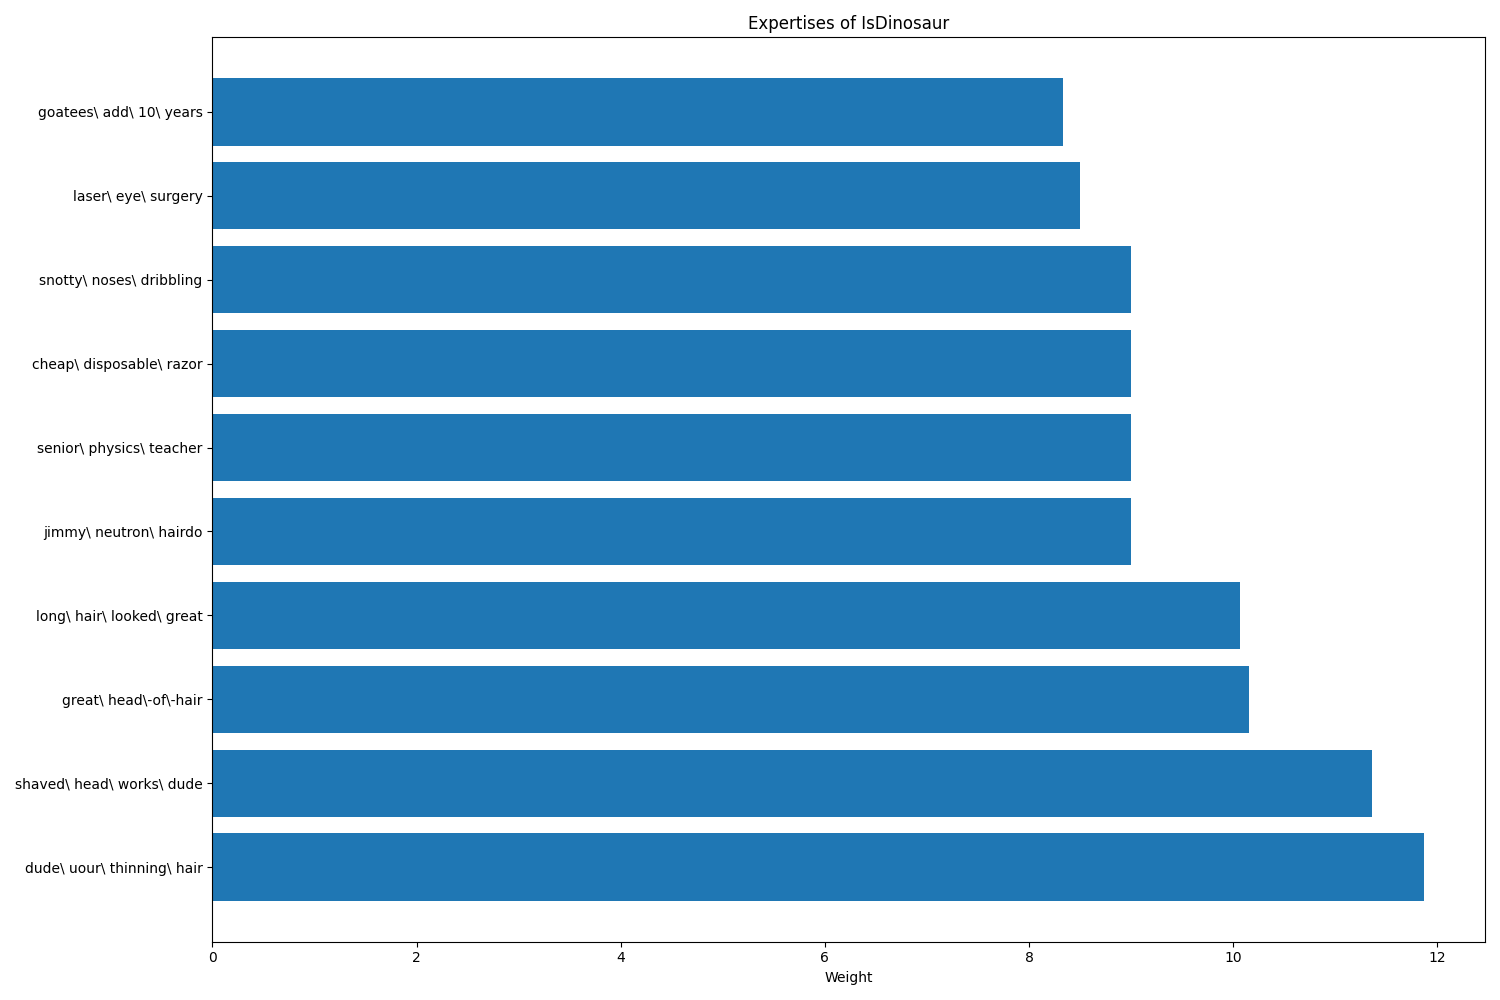 Expertises of IsDinosaur
goatees\ add\ 10\ years
laser\ eye\ surgery
snotty\ noses\ dribbling
cheap\ disposable\ razor
senior\ physics\ teacher
jimmy\ neutron\ hairdo
long\ hair\ looked\ great
great\ head\-of\-hair
shaved\ head\ works\ dude
dude\ uour\ thinning\ hair
0 2 4 6 8 10 12
Weight